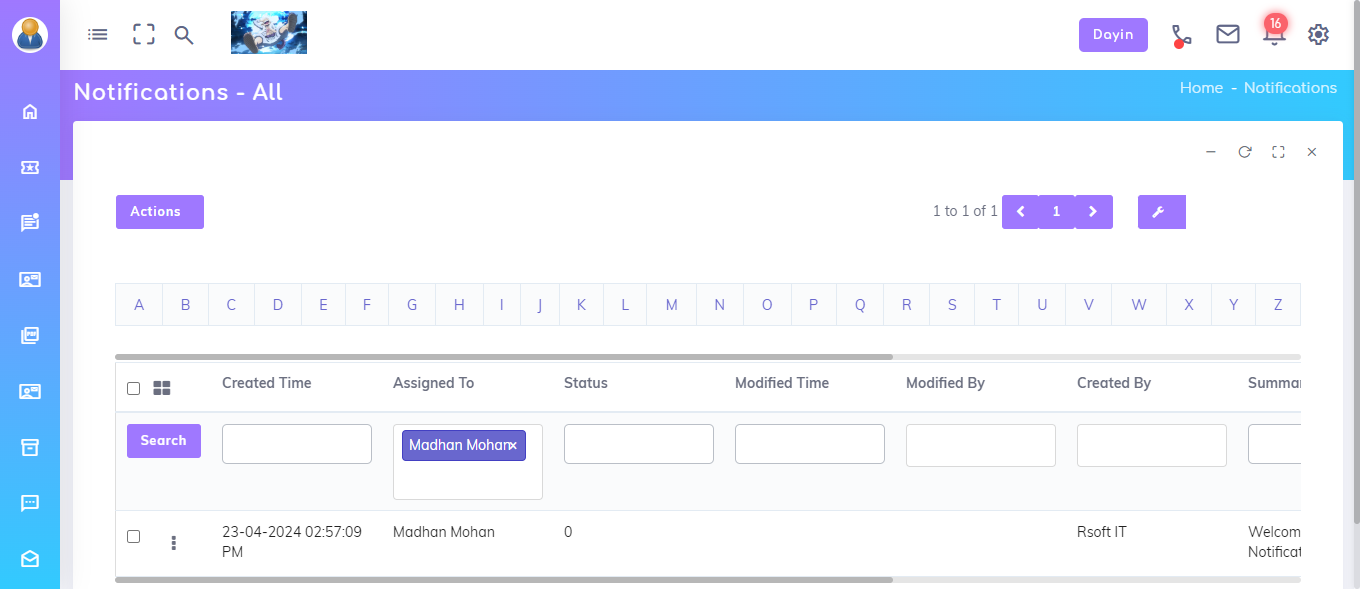 Dayin
16
Notifications - All
Home - Notifications
Actions
1 to 1 of 1
1
A B C D E F G H I J K L M N O P Q R S T U V W X Y Z
Created Time Assigned To Status Modified Time Modified By Created By Summar
Search
Madhan Mohan×
23-04-2024 02:57:09 PM
Madhan Mohan
0
Rsoft IT
Welcom
Notificat